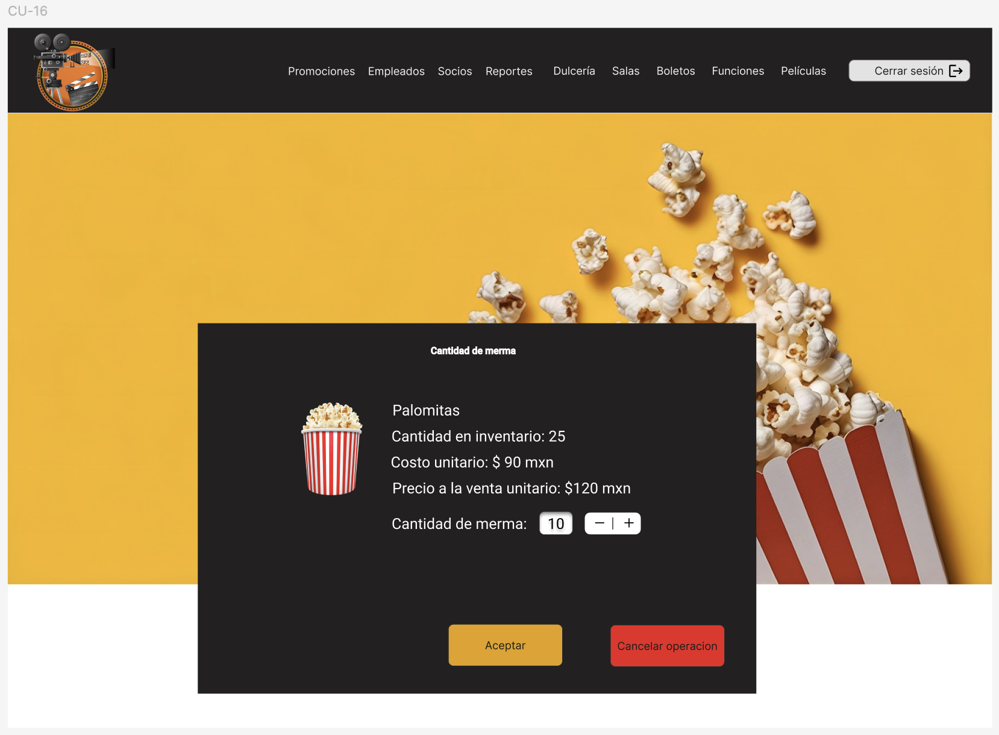 CU-16
Promociones Empleados Socios Reportes Dulcería Salas Boletos Funciones Películas Cerrar sesión
Cantidad de merma
Palomitas
Cantidad en inventario: 25
Costo unitario: $ 90 mxn
Precio a la venta unitario: $120 mxn
Cantidad de merma: 10 − | +
Aceptar Cancelar operacion